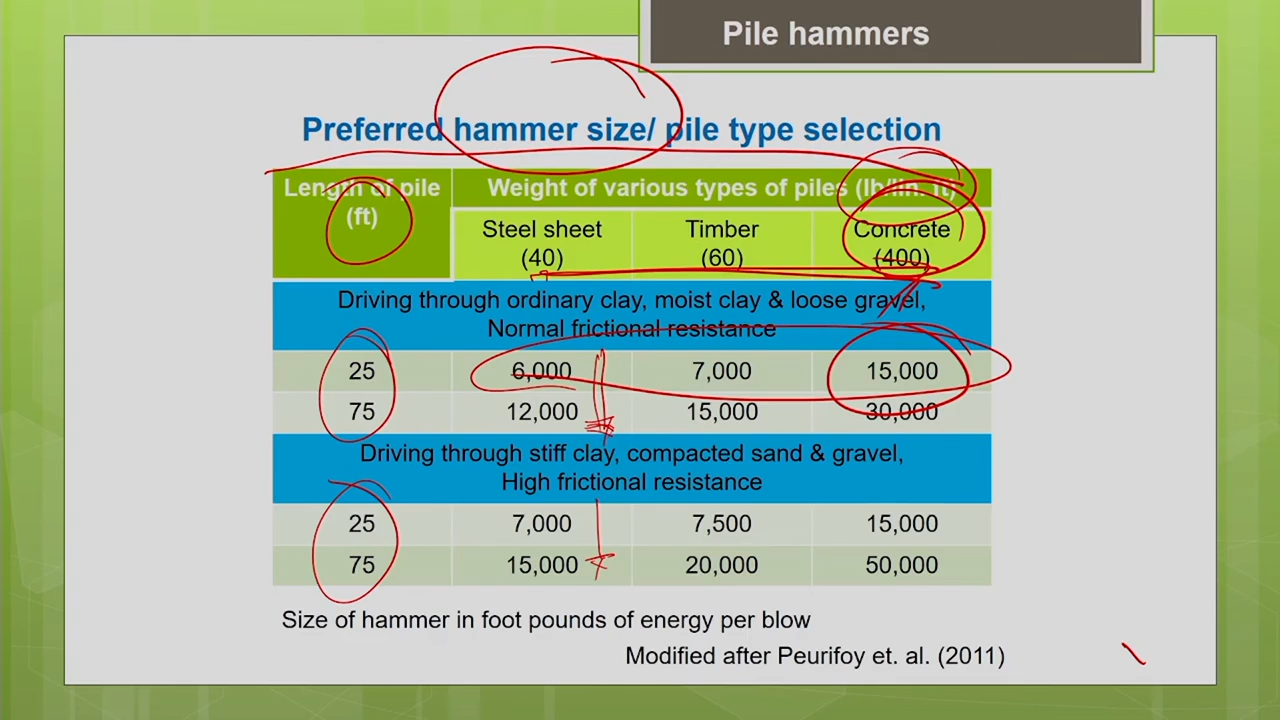 Pile hammers
Preferred hammer size/ pile type selection
Length of pile (ft) Weight of various types of piles (lb/lin. ft)
Steel sheet (40) Timber (60) Concrete (400)
Driving through ordinary clay, moist clay & loose gravel,
Normal frictional resistance
25 6,000 7,000 15,000
75 12,000 15,000 30,000
Driving through stiff clay, compacted sand & gravel,
High frictional resistance
25 7,000 7,500 15,000
75 15,000 20,000 50,000
Size of hammer in foot pounds of energy per blow
Modified after Peurifoy et. al. (2011)